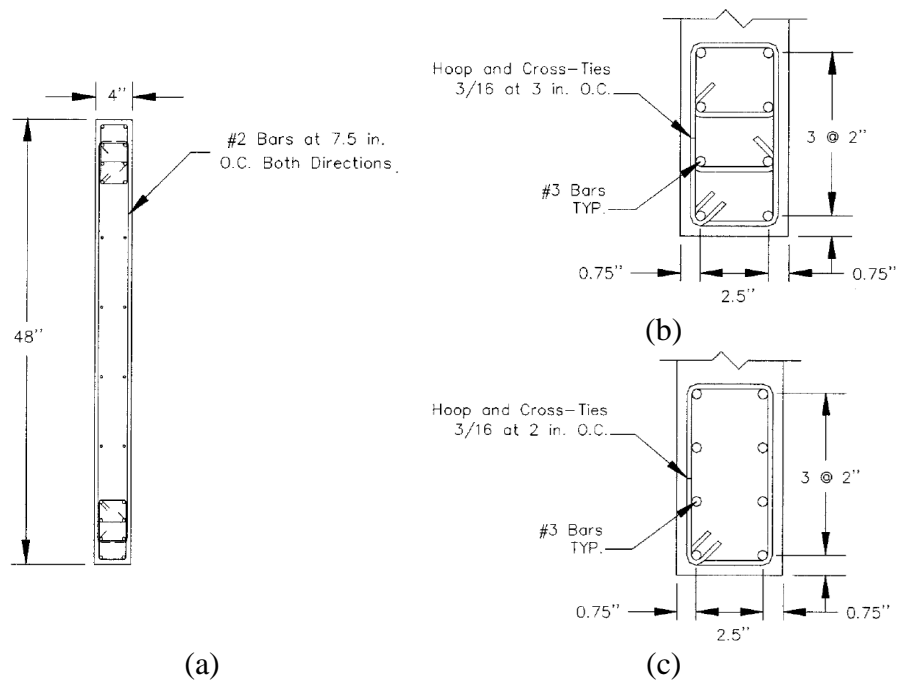 4"
#2 Bars at 7.5 in.
O.C. Both Directions
48"
(a)
Hoop and Cross-Ties
3/16 at 3 in. O.C.
3 @ 2"
#3 Bars
TYP.
0.75"
0.75"
2.5"
(b)
Hoop and Cross-Ties
3/16 at 2 in. O.C.
3 @ 2"
#3 Bars
TYP.
0.75"
0.75"
2.5"
(c)